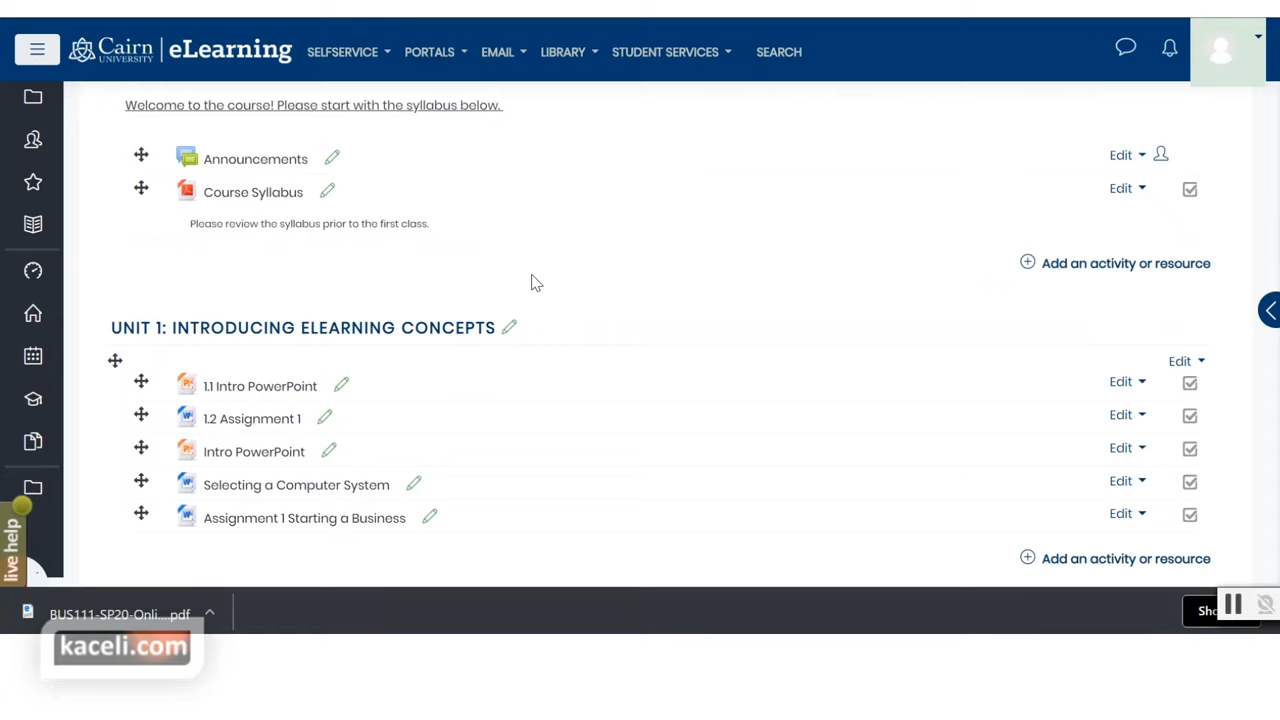 Cairn UNIVERSITY eLearning SELFSERVICE PORTALS EMAIL LIBRARY STUDENT SERVICES SEARCH
Welcome to the course! Please start with the syllabus below.
Announcements Edit
Course Syllabus Edit
Please review the syllabus prior to the first class.
Add an activity or resource
UNIT 1: INTRODUCING ELEARNING CONCEPTS
Edit
1.1 Intro PowerPoint Edit
1.2 Assignment 1 Edit
Intro PowerPoint Edit
Selecting a Computer System Edit
Assignment 1 Starting a Business Edit
live help
Add an activity or resource
BUS111-SP20-Onli....pdf
kaceli.com